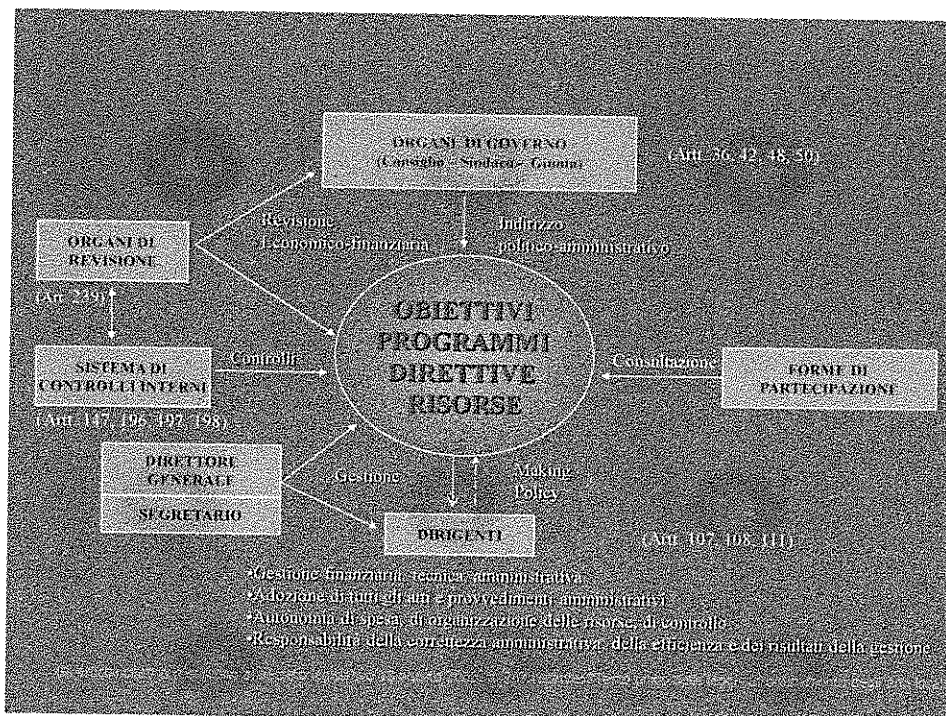 ORGANI DI GOVERNO
(Consiglio - Sindaco - Giunta)
(Artt. 36, 42, 48, 50)
Revisione
Economico-finanziaria
Indirizzo
politico-amministrativo
ORGANI DI
REVISIONE
(Art. 239)
OBIETTIVI
PROGRAMMI
DIRETTIVE
RISORSE
SISTEMA DI
CONTROLLI INTERNI
Controlli
(Artt. 147, 196, 197, 198)
Consultazione
FORME DI
PARTECIPAZIONI
DIRETTORE
GENERALE
SEGRETARIO
Gestione
Making
Policy
DIRIGENTI
(Artt. 107, 108, 111)
•Gestione finanziaria, tecnica, amministrativa
•Adozione di tutti gli atti e provvedimenti amministrativi
•Autonomia di spesa, di organizzazione delle risorse, di controllo
•Responsabilità della correttezza amministrativa, della efficienza e dei risultati della gestione